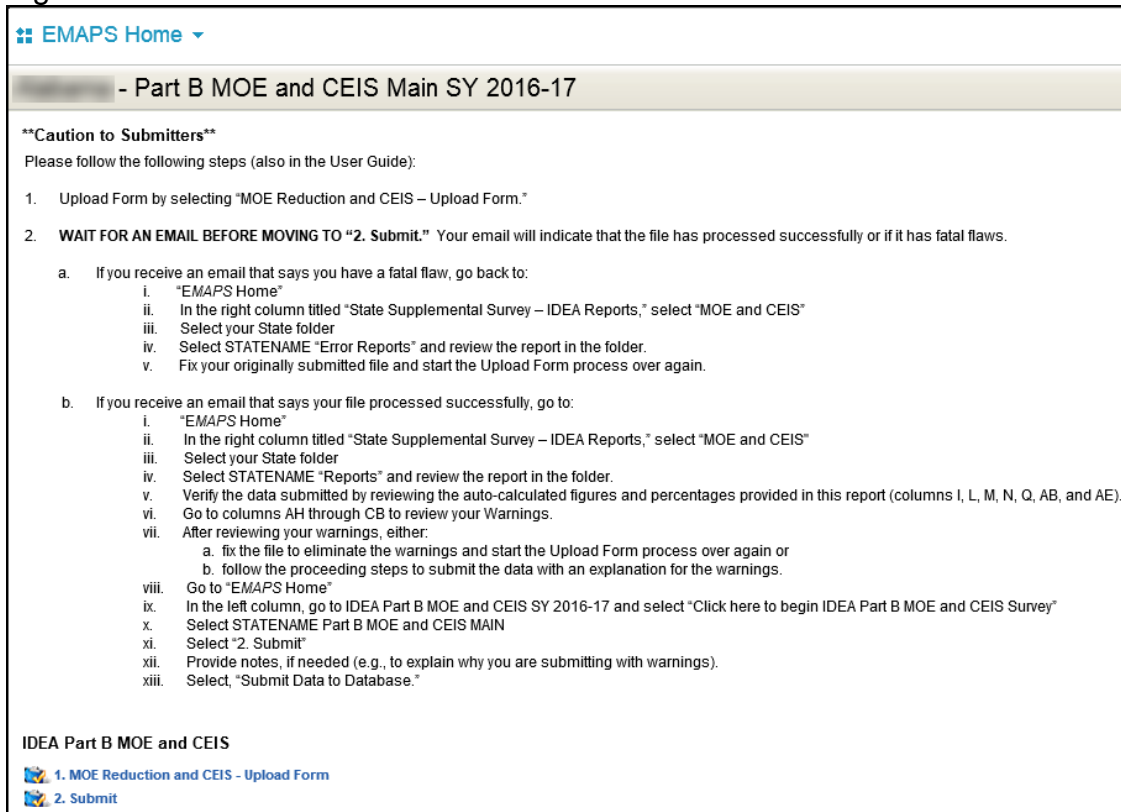 EMAPS Home
- Part B MOE and CEIS Main SY 2016-17
**Caution to Submitters**
Please follow the following steps (also in the User Guide):
1. Upload Form by selecting “MOE Reduction and CEIS – Upload Form.”
2. WAIT FOR AN EMAIL BEFORE MOVING TO “2. Submit.” Your email will indicate that the file has processed successfully or if it has fatal flaws.
a. If you receive an email that says you have a fatal flaw, go back to:
i. “EMAPS Home”
ii. In the right column titled “State Supplemental Survey – IDEA Reports,” select “MOE and CEIS”
iii. Select your State folder
iv. Select STATENAME “Error Reports” and review the report in the folder.
v. Fix your originally submitted file and start the Upload Form process over again.
b. If you receive an email that says your file processed successfully, go to:
i. “EMAPS Home”
ii. In the right column titled “State Supplemental Survey – IDEA Reports,” select “MOE and CEIS”
iii. Select your State folder
iv. Select STATENAME “Reports” and review the report in the folder.
v. Verify the data submitted by reviewing the auto-calculated figures and percentages provided in this report (columns I, L, M, N, Q, AB, and AE).
vi. Go to columns AH through CB to review your Warnings.
vii. After reviewing your warnings, either:
a. fix the file to eliminate the warnings and start the Upload Form process over again or
b. follow the proceeding steps to submit the data with an explanation for the warnings.
viii. Go to “EMAPS Home”
ix. In the left column, go to IDEA Part B MOE and CEIS SY 2016-17 and select “Click here to begin IDEA Part B MOE and CEIS Survey”
x. Select STATENAME Part B MOE and CEIS MAIN
xi. Select “2. Submit”
xii. Provide notes, if needed (e.g., to explain why you are submitting with warnings).
xiii. Select, “Submit Data to Database.”
IDEA Part B MOE and CEIS
1. MOE Reduction and CEIS - Upload Form
2. Submit